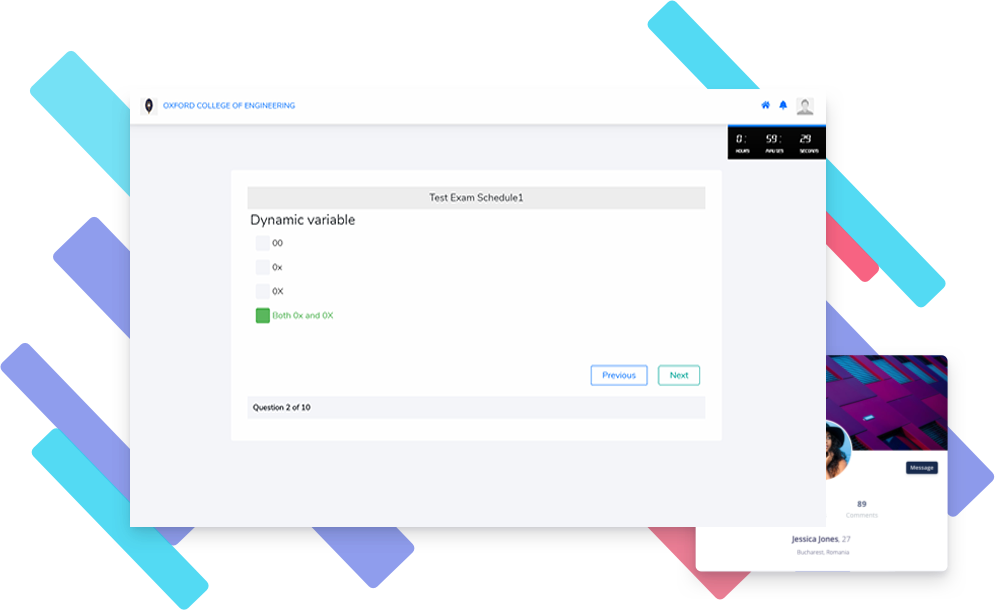 OXFORD COLLEGE OF ENGINEERING
0: 59: 29
HOURS MINUTES SECONDS
Test Exam Schedule1
Dynamic variable
00
0x
0X
Both 0x and 0X
Previous Next
Question 2 of 10
Message
89
Comments
Jessica Jones, 27
Bucharest, Romania